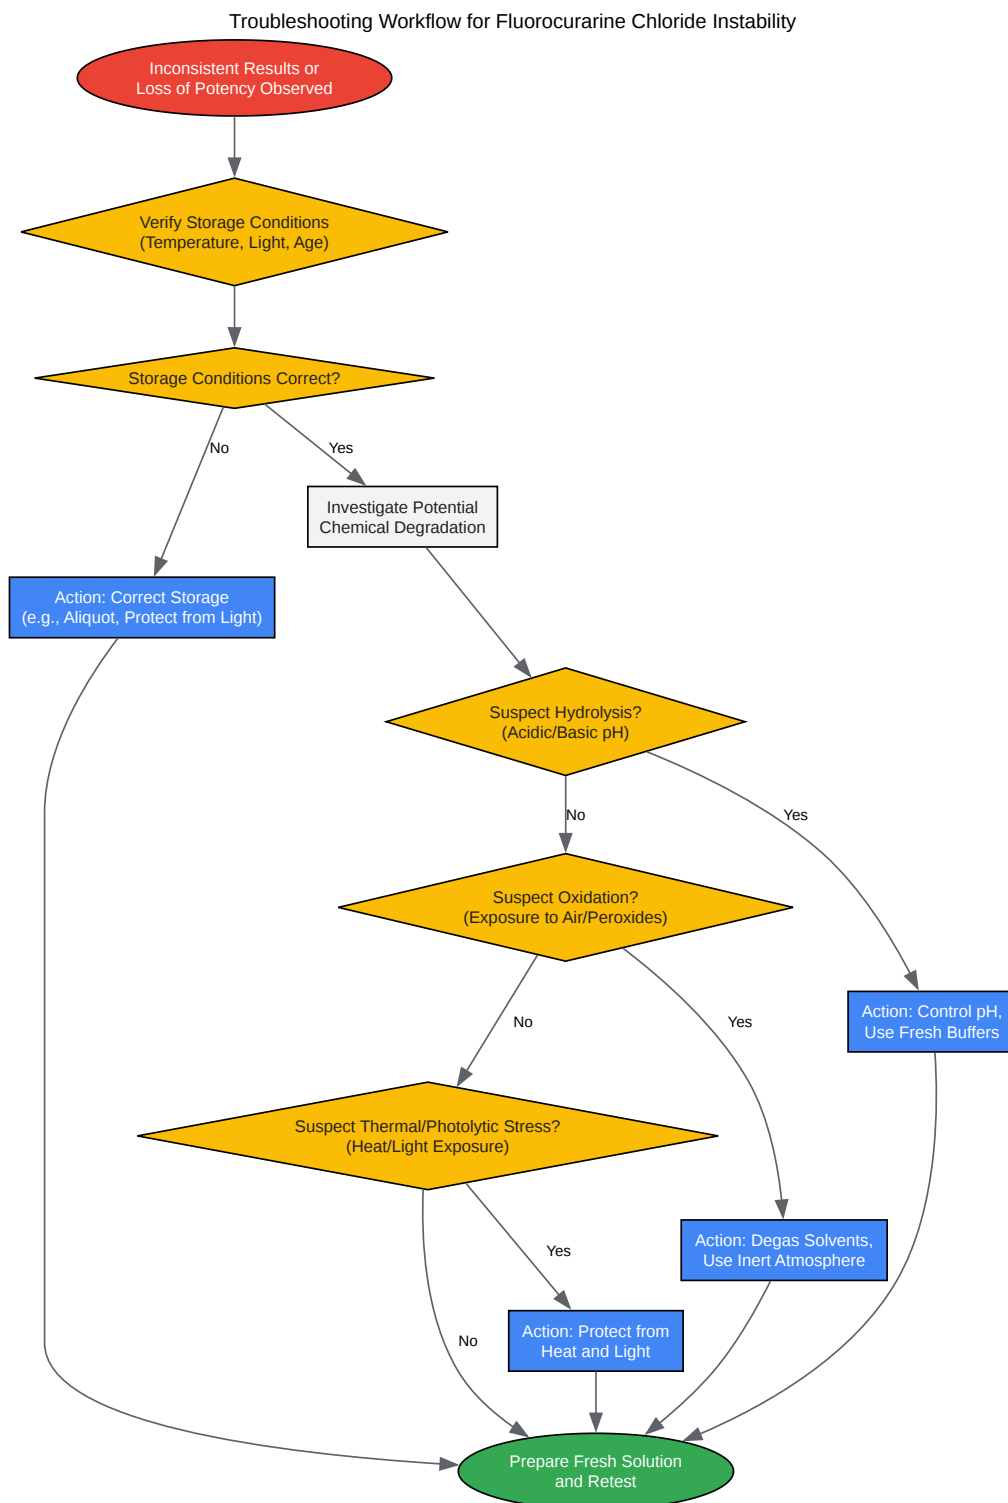 Troubleshooting Workflow for Fluorocurarine Chloride Instability
Inconsistent Results or
Loss of Potency Observed
Verify Storage Conditions
(Temperature, Light, Age)
Storage Conditions Correct?
No
Yes
Investigate Potential
Chemical Degradation
Action: Correct Storage
(e.g., Aliquot, Protect from Light)
Suspect Hydrolysis?
(Acidic/Basic pH)
No
Yes
Suspect Oxidation?
(Exposure to Air/Peroxides)
Action: Control pH,
Use Fresh Buffers
No
Yes
Suspect Thermal/Photolytic Stress?
(Heat/Light Exposure)
Action: Degas Solvents,
Use Inert Atmosphere
Yes
No
Action: Protect from
Heat and Light
Prepare Fresh Solution
and Retest